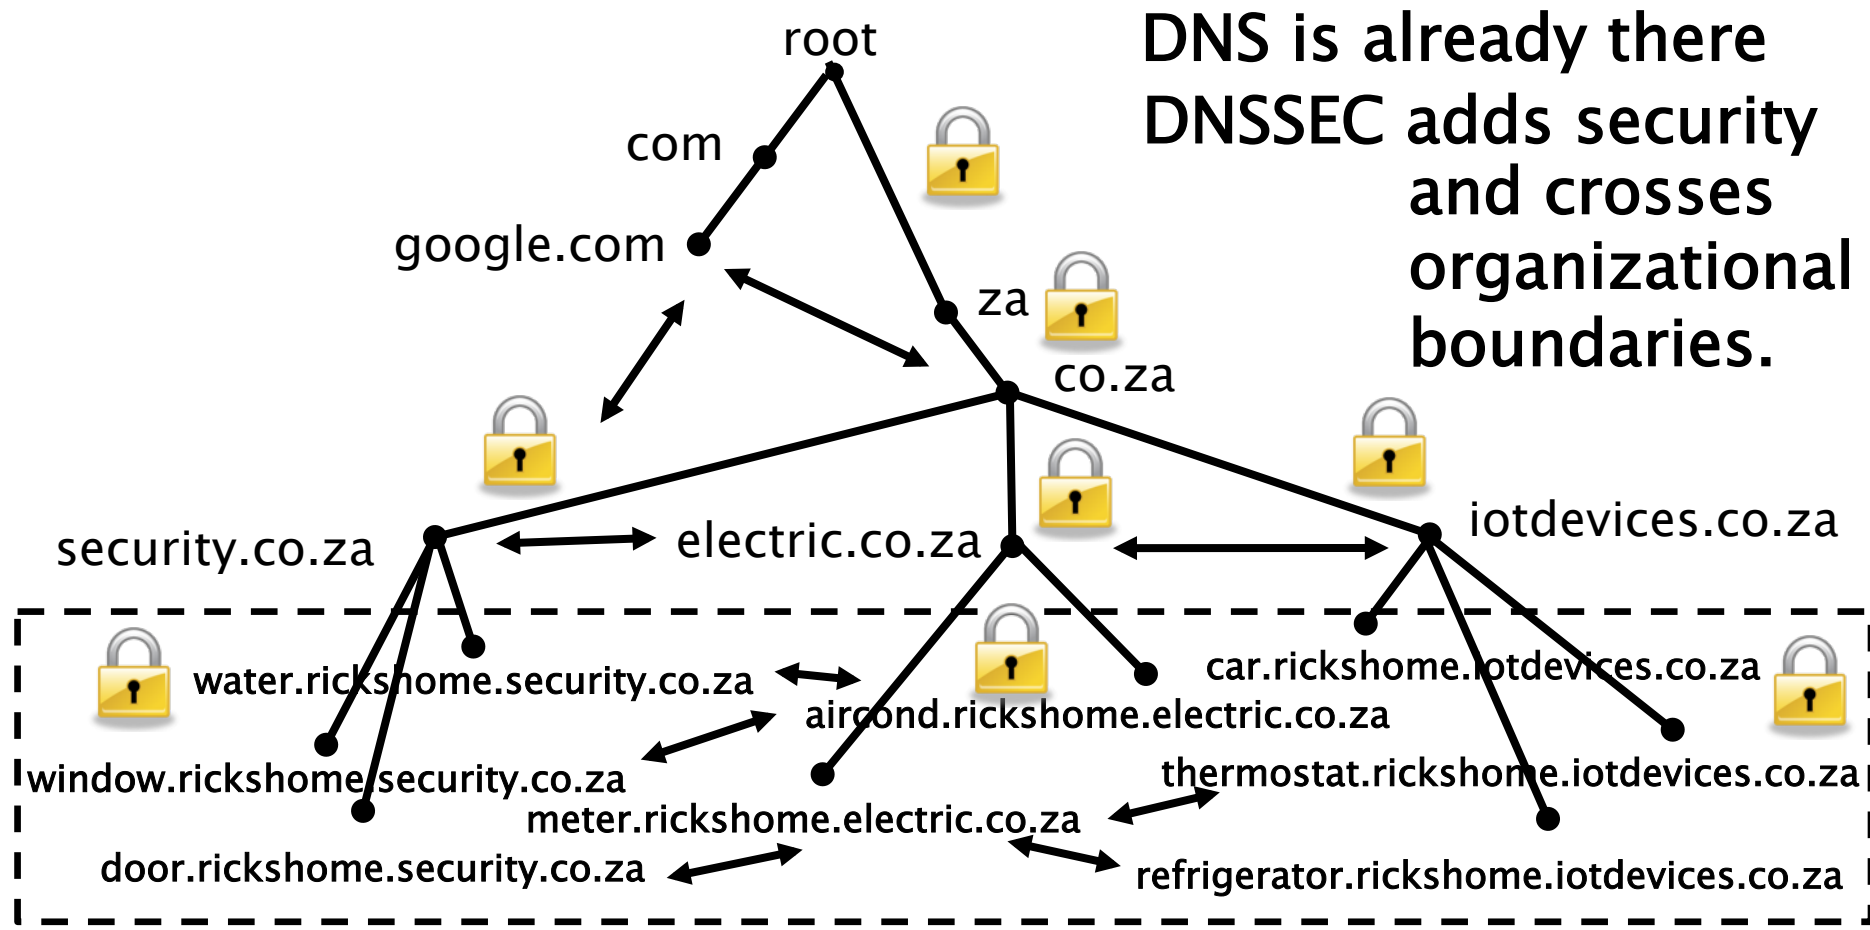 root
DNS is already there
com
DNSSEC adds security
and crosses
google.com
organizational
za
boundaries.
co.za
security.co.za
electric.co.za
iotdevices.co.za
water.rickshome.security.co.za
car.rickshome.iotdevices.co.za
aircond.rickshome.electric.co.za
window.rickshome.security.co.za
thermostat.rickshome.iotdevices.co.za
meter.rickshome.electric.co.za
door.rickshome.security.co.za
refrigerator.rickshome.iotdevices.co.za